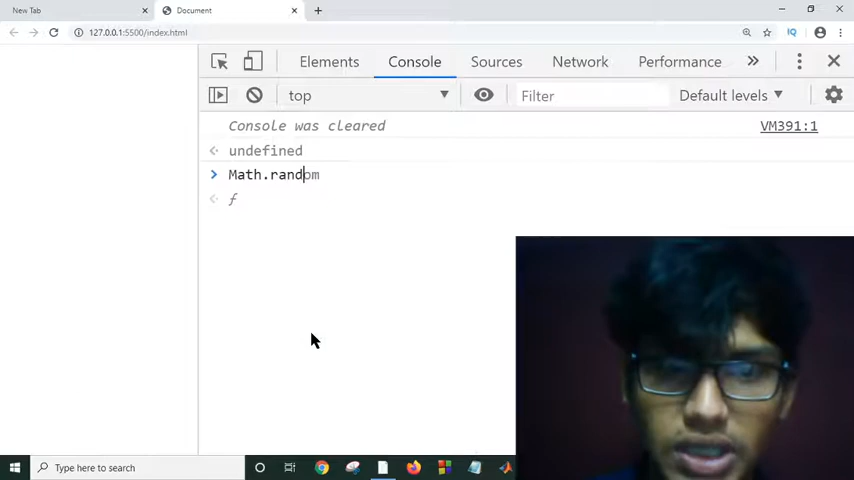 New Tab
Document
127.0.0.1:5500/index.html
IQ
Elements
Console
Sources
Network
Performance
top
Filter
Default levels
Console was cleared
VM391:1
undefined
Math.random
f
Type here to search